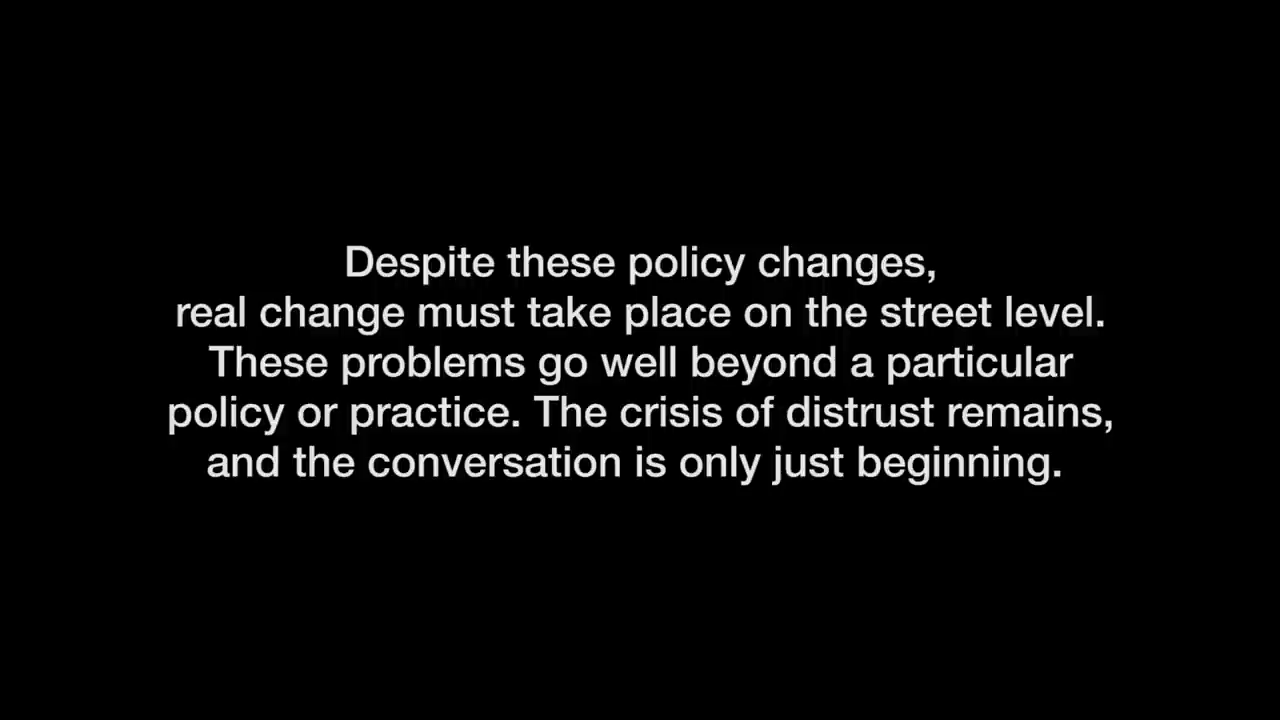 Despite these policy changes,
real change must take place on the street level.
These problems go well beyond a particular
policy or practice. The crisis of distrust remains,
and the conversation is only just beginning.